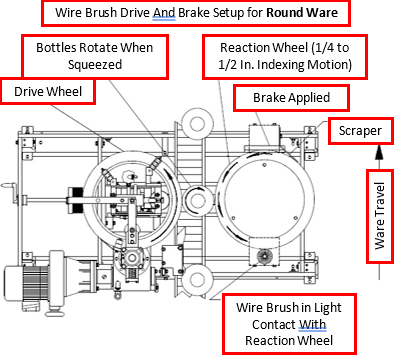 Wire Brush Drive And Brake Setup for Round Ware
Bottles Rotate When
Squeezed
Reaction Wheel (1/4 to
1/2 In. Indexing Motion)
Drive Wheel
Brake Applied
Scraper
Ware Travel
Wire Brush in Light
Contact With
Reaction Wheel